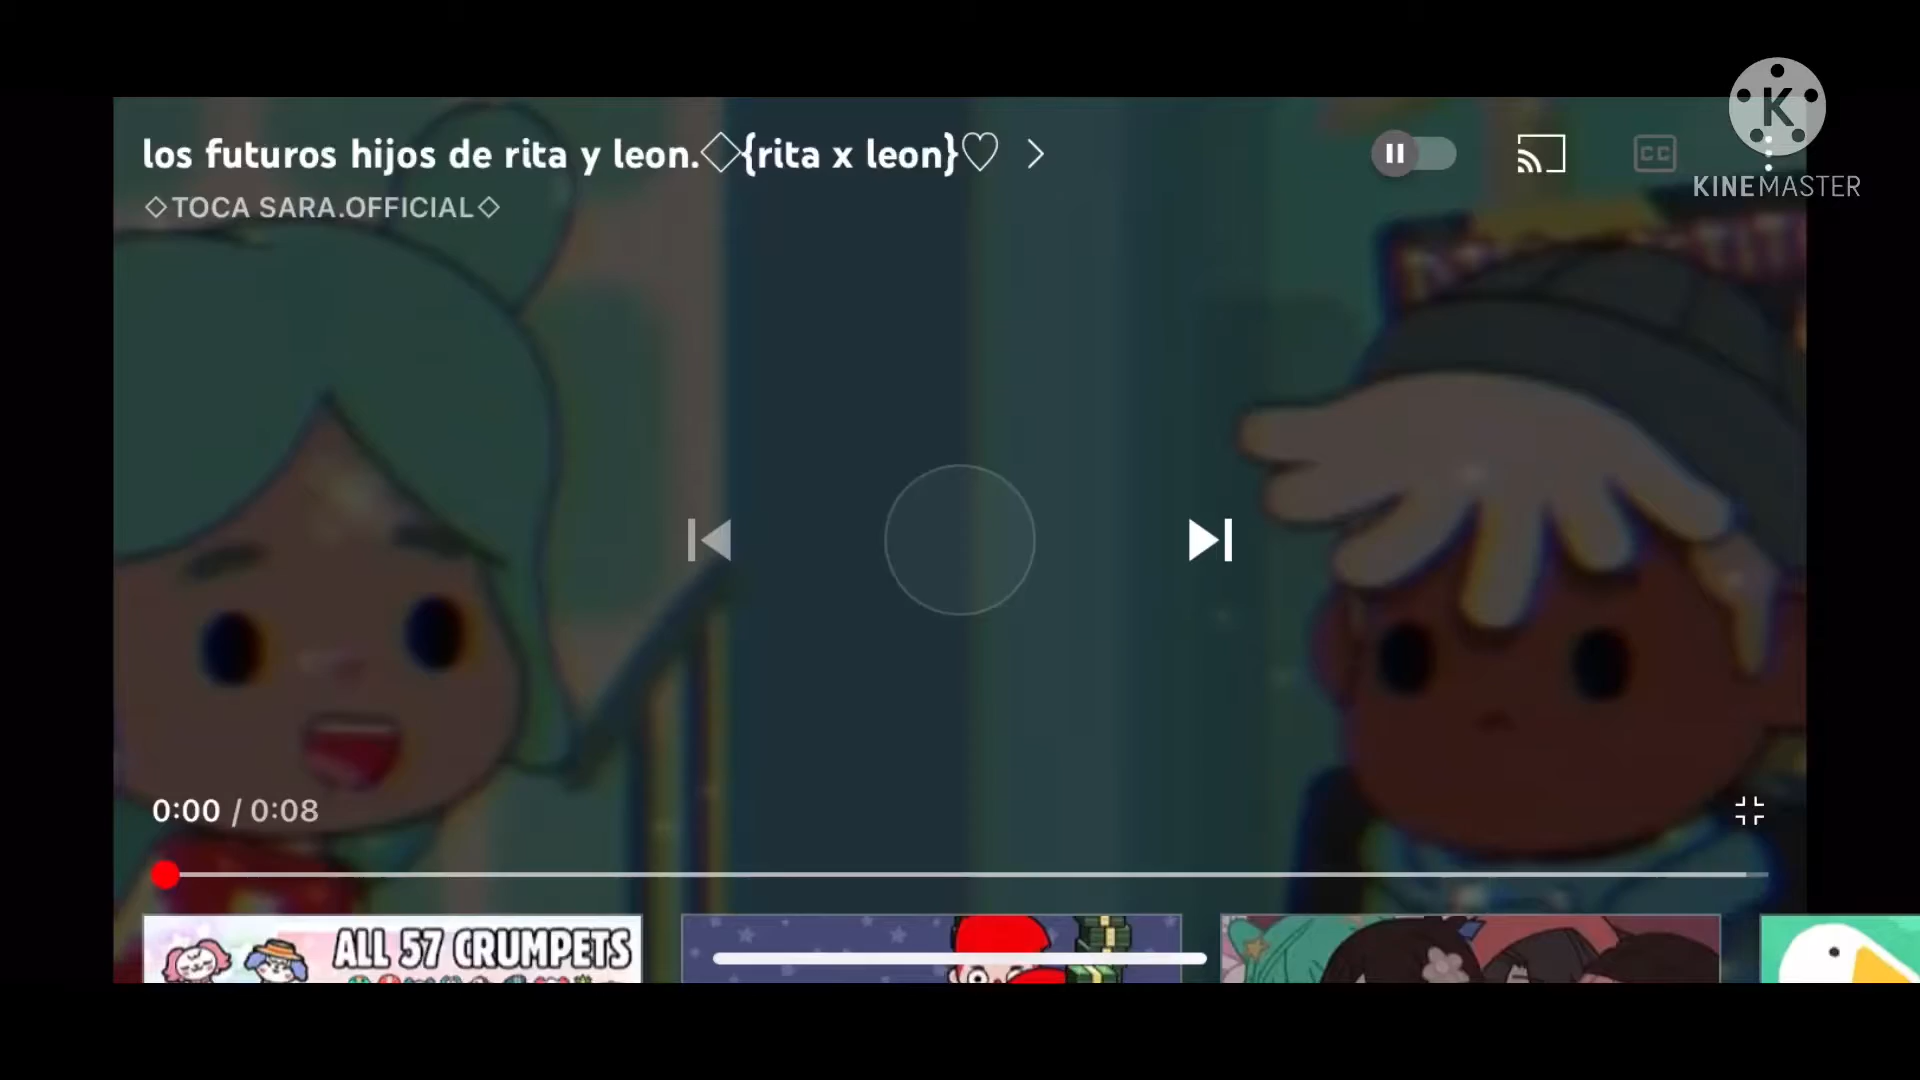 los futuros hijos de rita y leon.◇{rita x leon}♡
◇TOCA SARA.OFFICIAL◇
CC
K
KINEMASTER
0:00 / 0:08
ALL 57 CRUMPETS